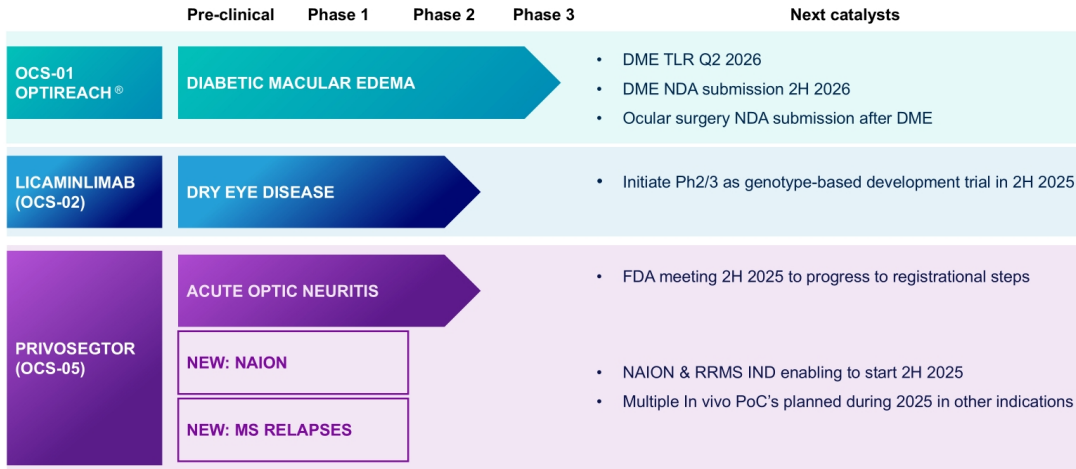 Pre-clinical Phase 1 Phase 2 Phase 3 Next catalysts
OCS-01
OPTIREACH ®
DIABETIC MACULAR EDEMA
• DME TLR Q2 2026
• DME NDA submission 2H 2026
• Ocular surgery NDA submission after DME
LICAMINLIMAB
(OCS-02)
DRY EYE DISEASE
• Initiate Ph2/3 as genotype-based development trial in 2H 2025
PRIVOSEGTOR
(OCS-05)
ACUTE OPTIC NEURITIS
• FDA meeting 2H 2025 to progress to registrational steps
NEW: NAION
NEW: MS RELAPSES
• NAION & RRMS IND enabling to start 2H 2025
• Multiple In vivo PoC's planned during 2025 in other indications